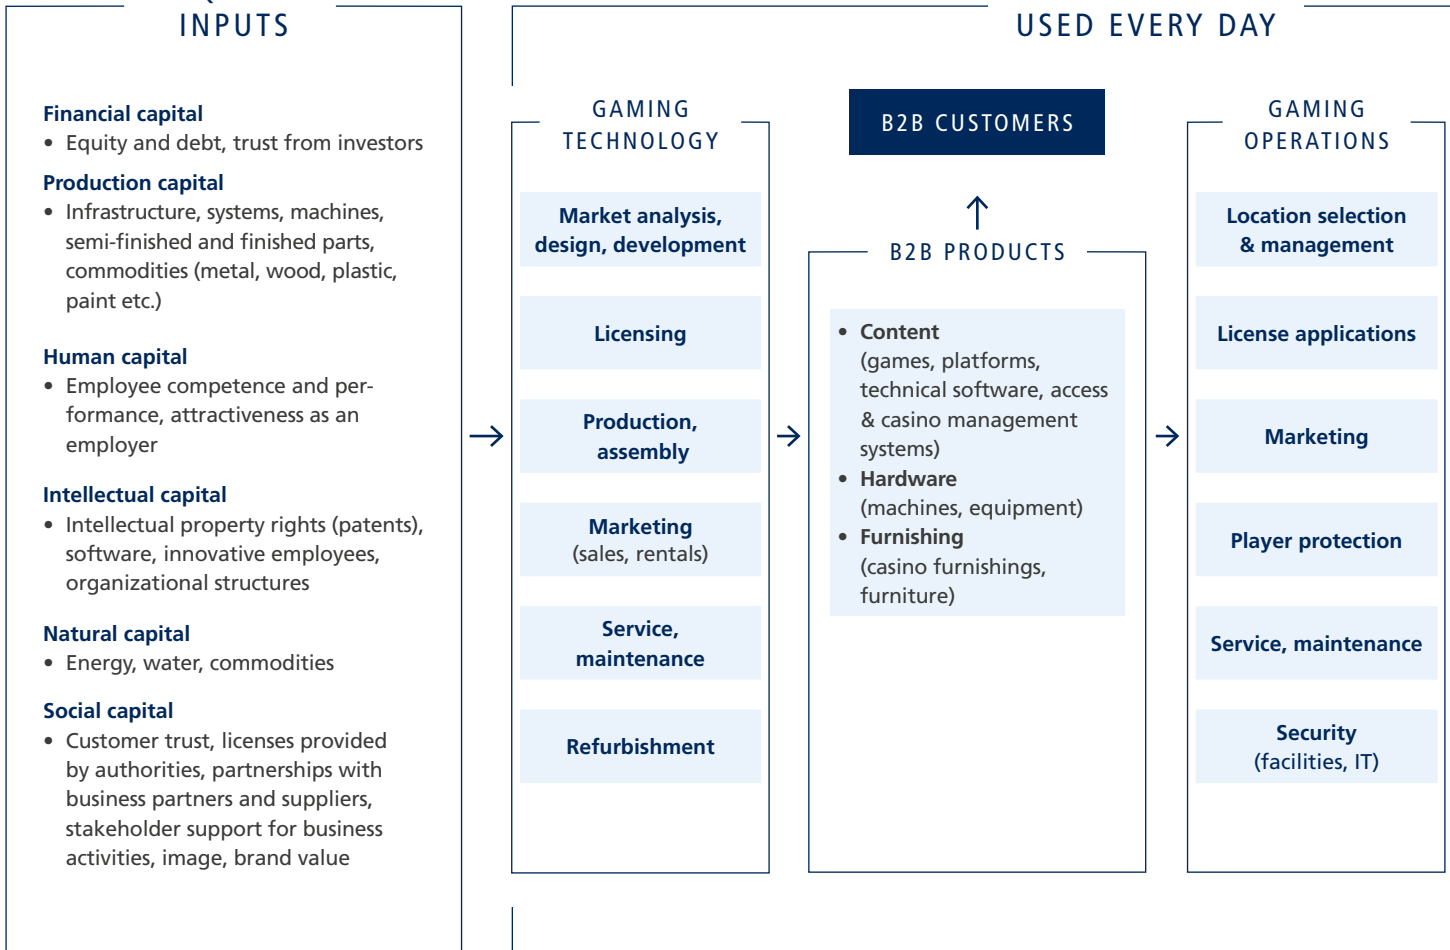 INPUTS
Financial capital
• Equity and debt, trust from investors
Production capital
• Infrastructure, systems, machines,
semi-finished and finished parts,
commodities (metal, wood, plastic,
paint etc.)
Human capital
• Employee competence and per-
formance, attractiveness as an
employer
Intellectual capital
• Intellectual property rights (patents),
software, innovative employees,
organizational structures
Natural capital
• Energy, water, commodities
Social capital
• Customer trust, licenses provided
by authorities, partnerships with
business partners and suppliers,
stakeholder support for business
activities, image, brand value
USED EVERY DAY
GAMING
TECHNOLOGY
Market analysis,
design, development
Licensing
Production,
assembly
Marketing
(sales, rentals)
Service,
maintenance
Refurbishment
B2B CUSTOMERS
B2B PRODUCTS
• Content
(games, platforms,
technical software, access
& casino management
systems)
• Hardware
(machines, equipment)
• Furnishing
(casino furnishings,
furniture)
GAMING
OPERATIONS
Location selection
& management
License applications
Marketing
Player protection
Service, maintenance
Security
(facilities, IT)